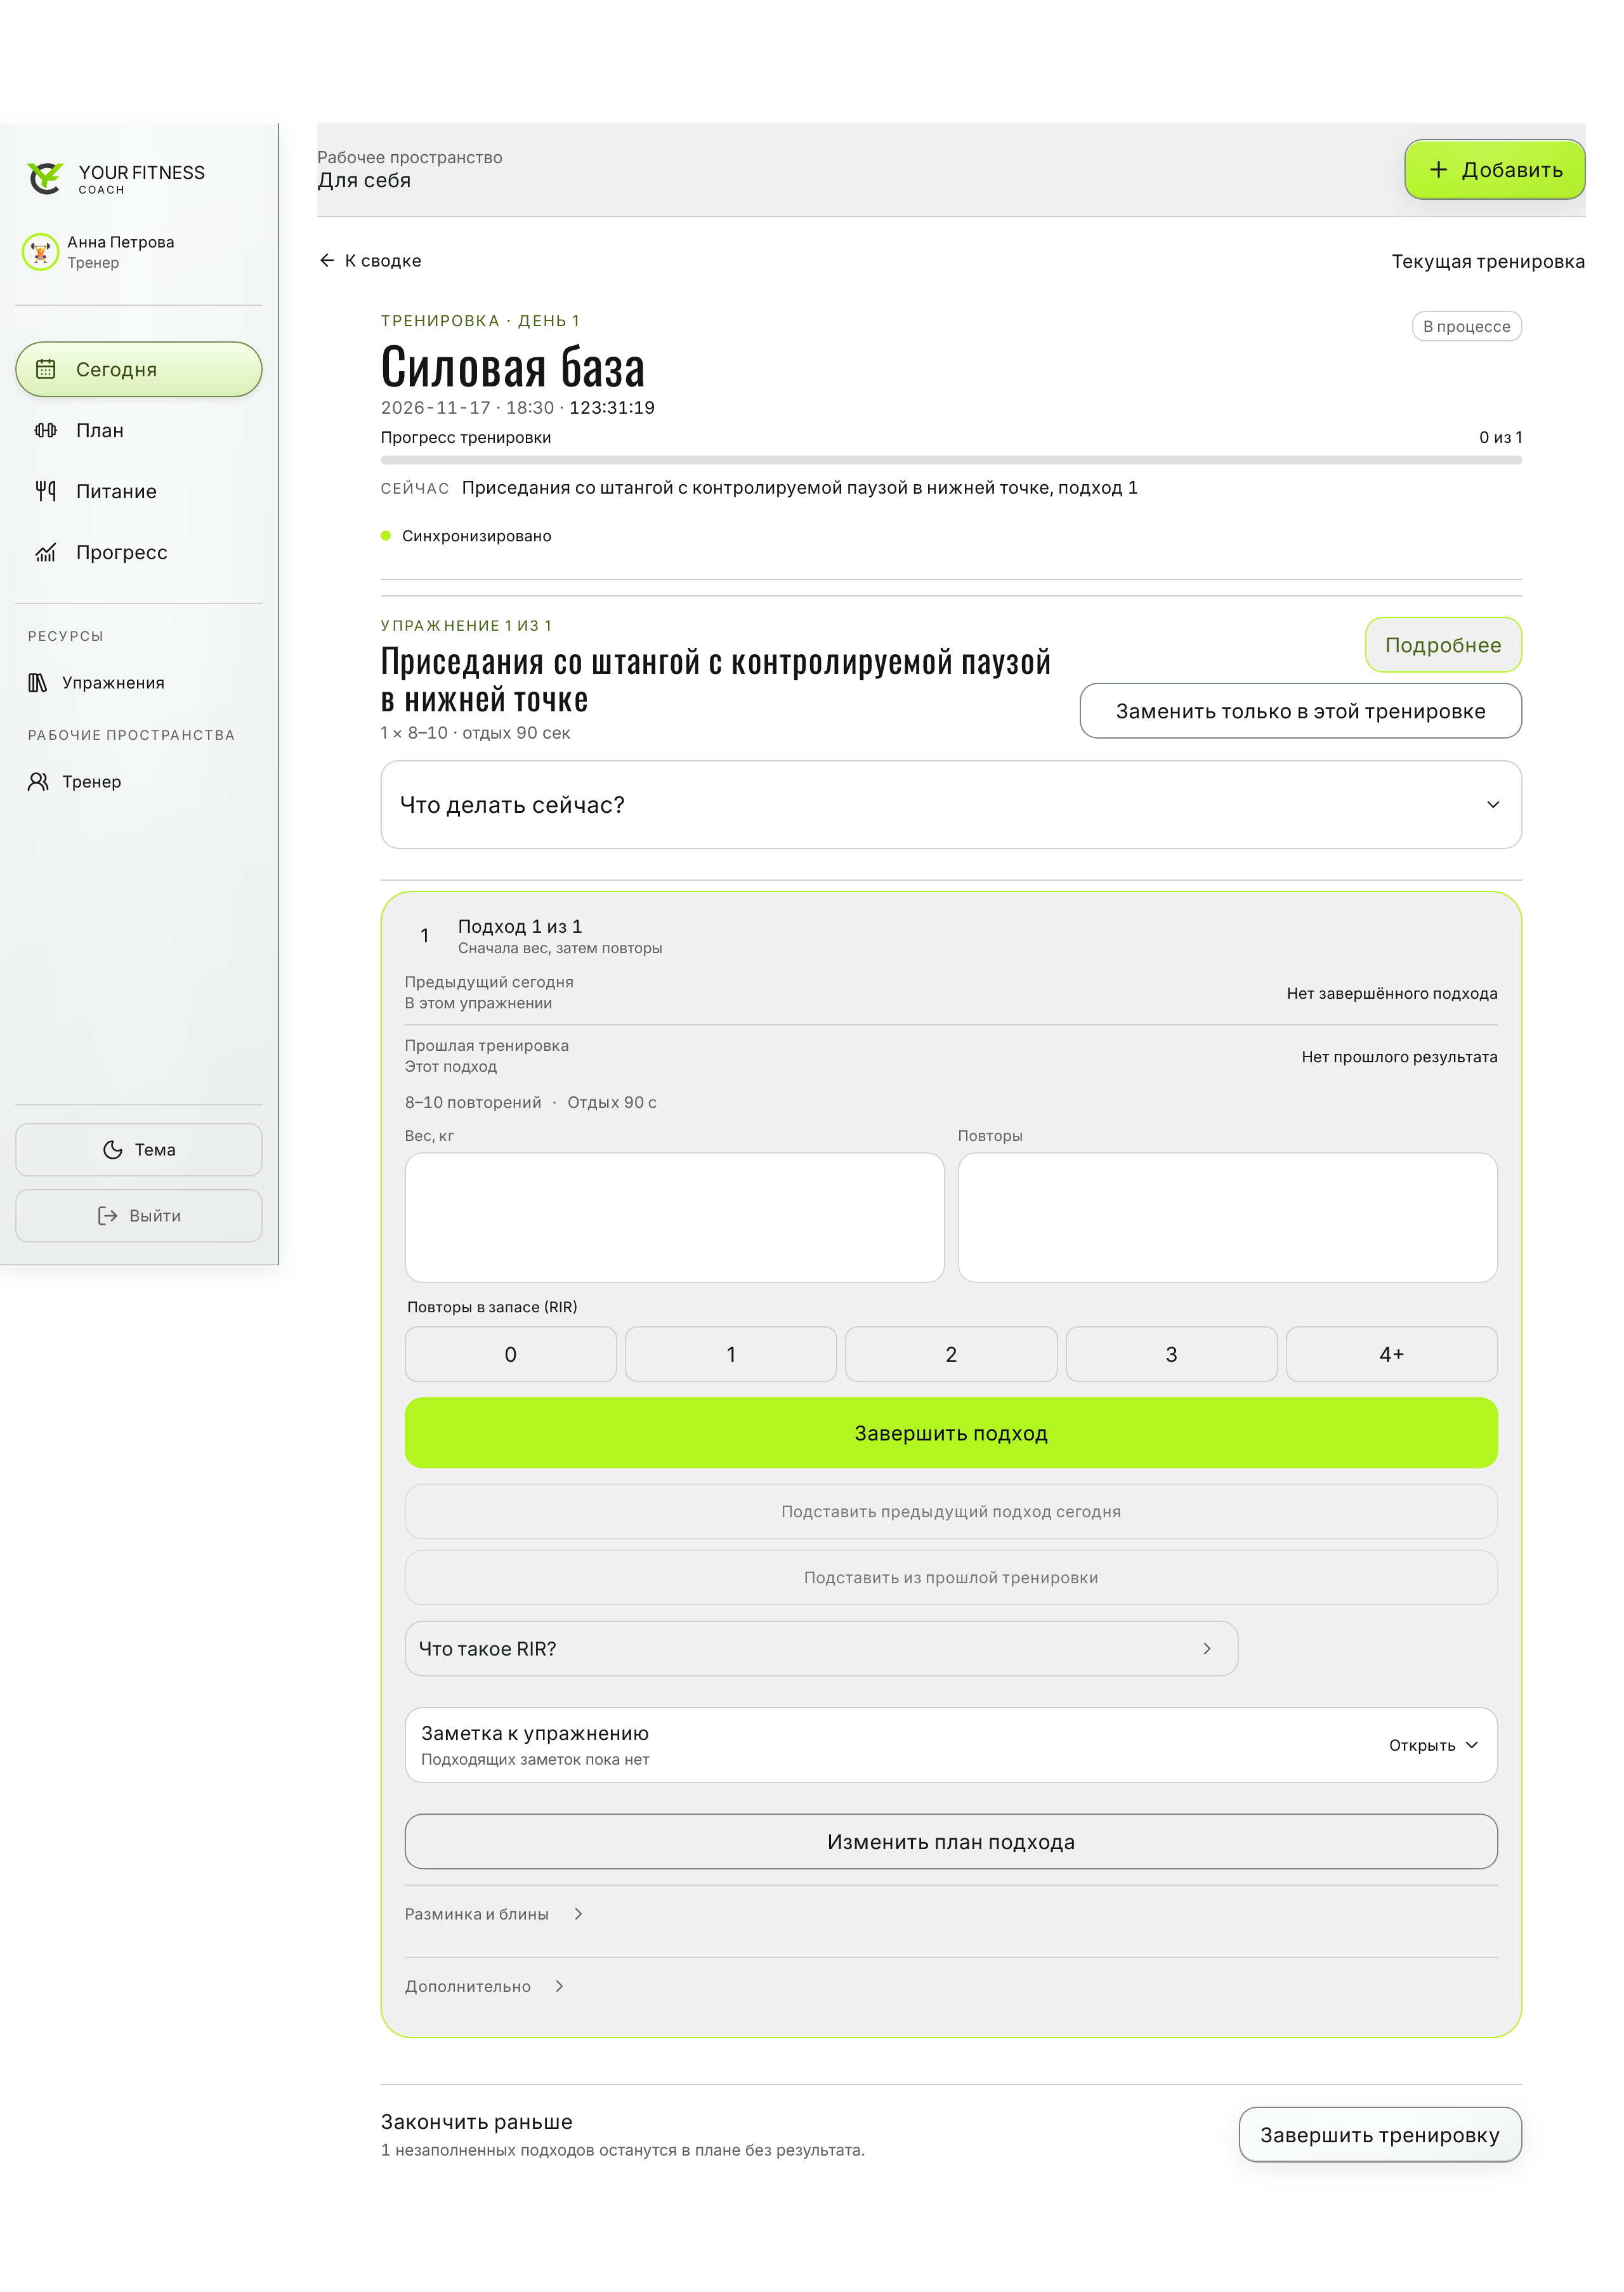 YOUR FITNESS
COACH
Анна Петрова
Тренер
Сегодня
План
Питание
Прогресс
РЕСУРСЫ
Упражнения
РАБОЧИЕ ПРОСТРАНСТВА
Тренер
Тема
Выйти
Рабочее пространство
Для себя
Добавить
К сводке
Текущая тренировка
ТРЕНИРОВКА · ДЕНЬ 1
В процессе
Силовая база
2026-11-17 · 18:30 · 123:31:19
Прогресс тренировки
0 из 1
СЕЙЧАС Приседания со штангой с контролируемой паузой в нижней точке, подход 1
Синхронизировано
УПРАЖНЕНИЕ 1 ИЗ 1
Приседания со штангой с контролируемой паузой
в нижней точке
1 × 8–10 · отдых 90 сек
Подробнее
Заменить только в этой тренировке
Что делать сейчас?
1
Подход 1 из 1
Сначала вес, затем повторы
Предыдущий сегодня
В этом упражнении
Нет завершённого подхода
Прошлая тренировка
Этот подход
Нет прошлого результата
8–10 повторений · Отдых 90 с
Вес, кг
Повторы
Повторы в запасе (RIR)
0
1
2
3
4+
Завершить подход
Подставить предыдущий подход сегодня
Подставить из прошлой тренировки
Что такое RIR?
Заметка к упражнению
Подходящих заметок пока нет
Открыть
Изменить план подхода
Разминка и блины
Дополнительно
Закончить раньше
1 незаполненных подходов останутся в плане без результата.
Завершить тренировку